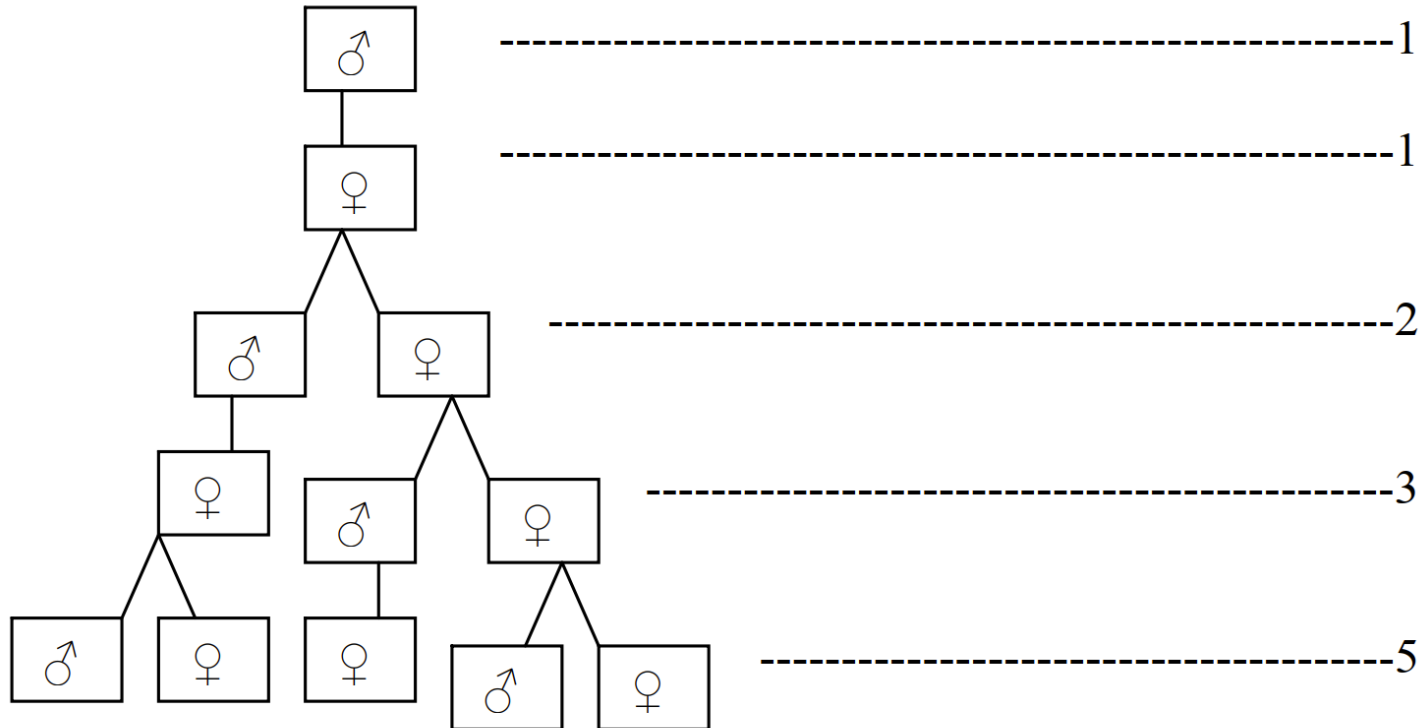 ♂ 1
♀ 1
♂ ♀ 2
♀ ♂ ♀ 3
♂ ♀ ♀ ♂ ♀ 5